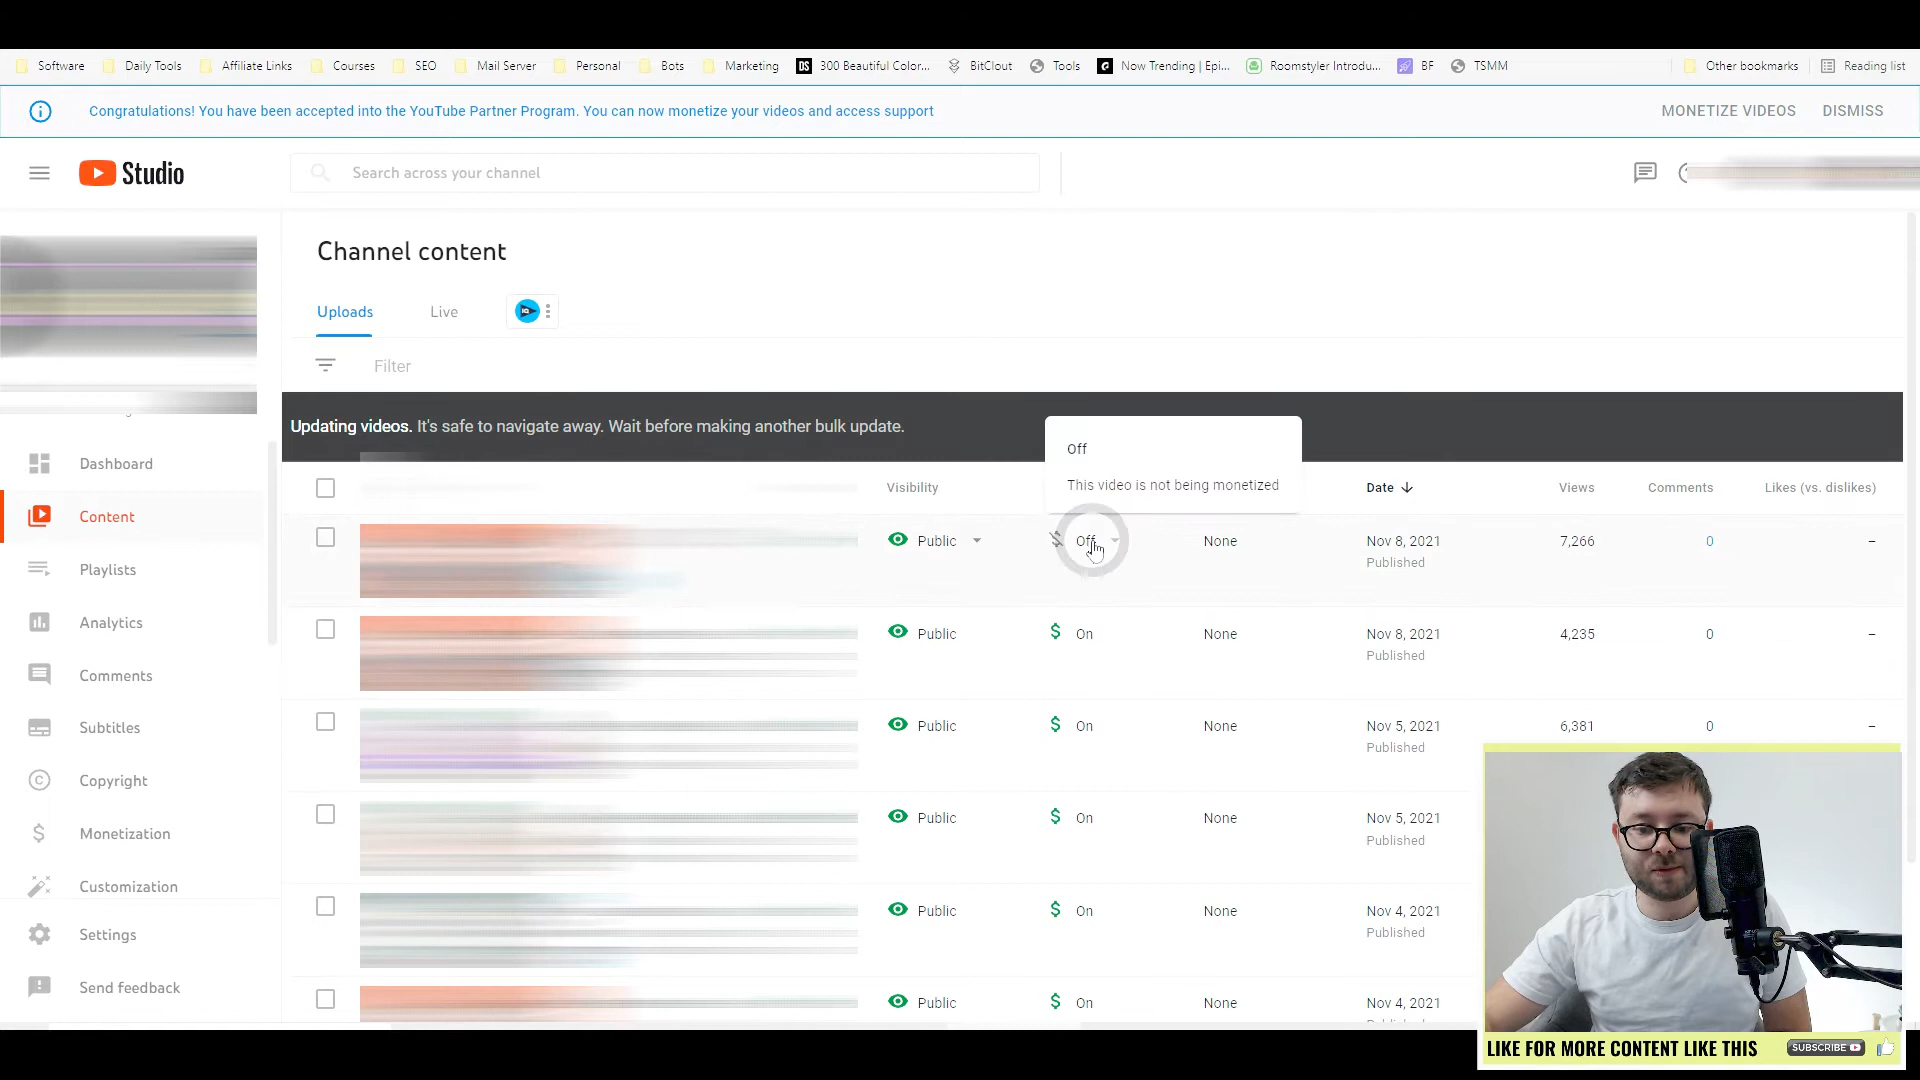 Software Daily Tools Affiliate Links Courses SEO Mail Server Personal Bots Marketing DS 300 Beautiful Color... BitClout Tools Now Trending | Epi... Roomstyler Introdu... BF TSMM Other bookmarks Reading list
Congratulations! You have been accepted into the YouTube Partner Program. You can now monetize your videos and access support MONETIZE VIDEOS DISMISS
Studio Search across your channel
Channel content
Uploads Live
Filter
Updating videos. It's safe to navigate away. Wait before making another bulk update.
Off
This video is not being monetized
Visibility Date Views Comments Likes (vs. dislikes)
Public Off None Nov 8, 2021 7,266 0 –
Published
Public On None Nov 8, 2021 4,235 0 –
Published
Public On None Nov 5, 2021 6,381 0 –
Published
Public On None Nov 5, 2021
Published
Public On None Nov 4, 2021
Published
Public On None Nov 4, 2021
Dashboard
Content
Playlists
Analytics
Comments
Subtitles
Copyright
Monetization
Customization
Settings
Send feedback
LIKE FOR MORE CONTENT LIKE THIS SUBSCRIBE